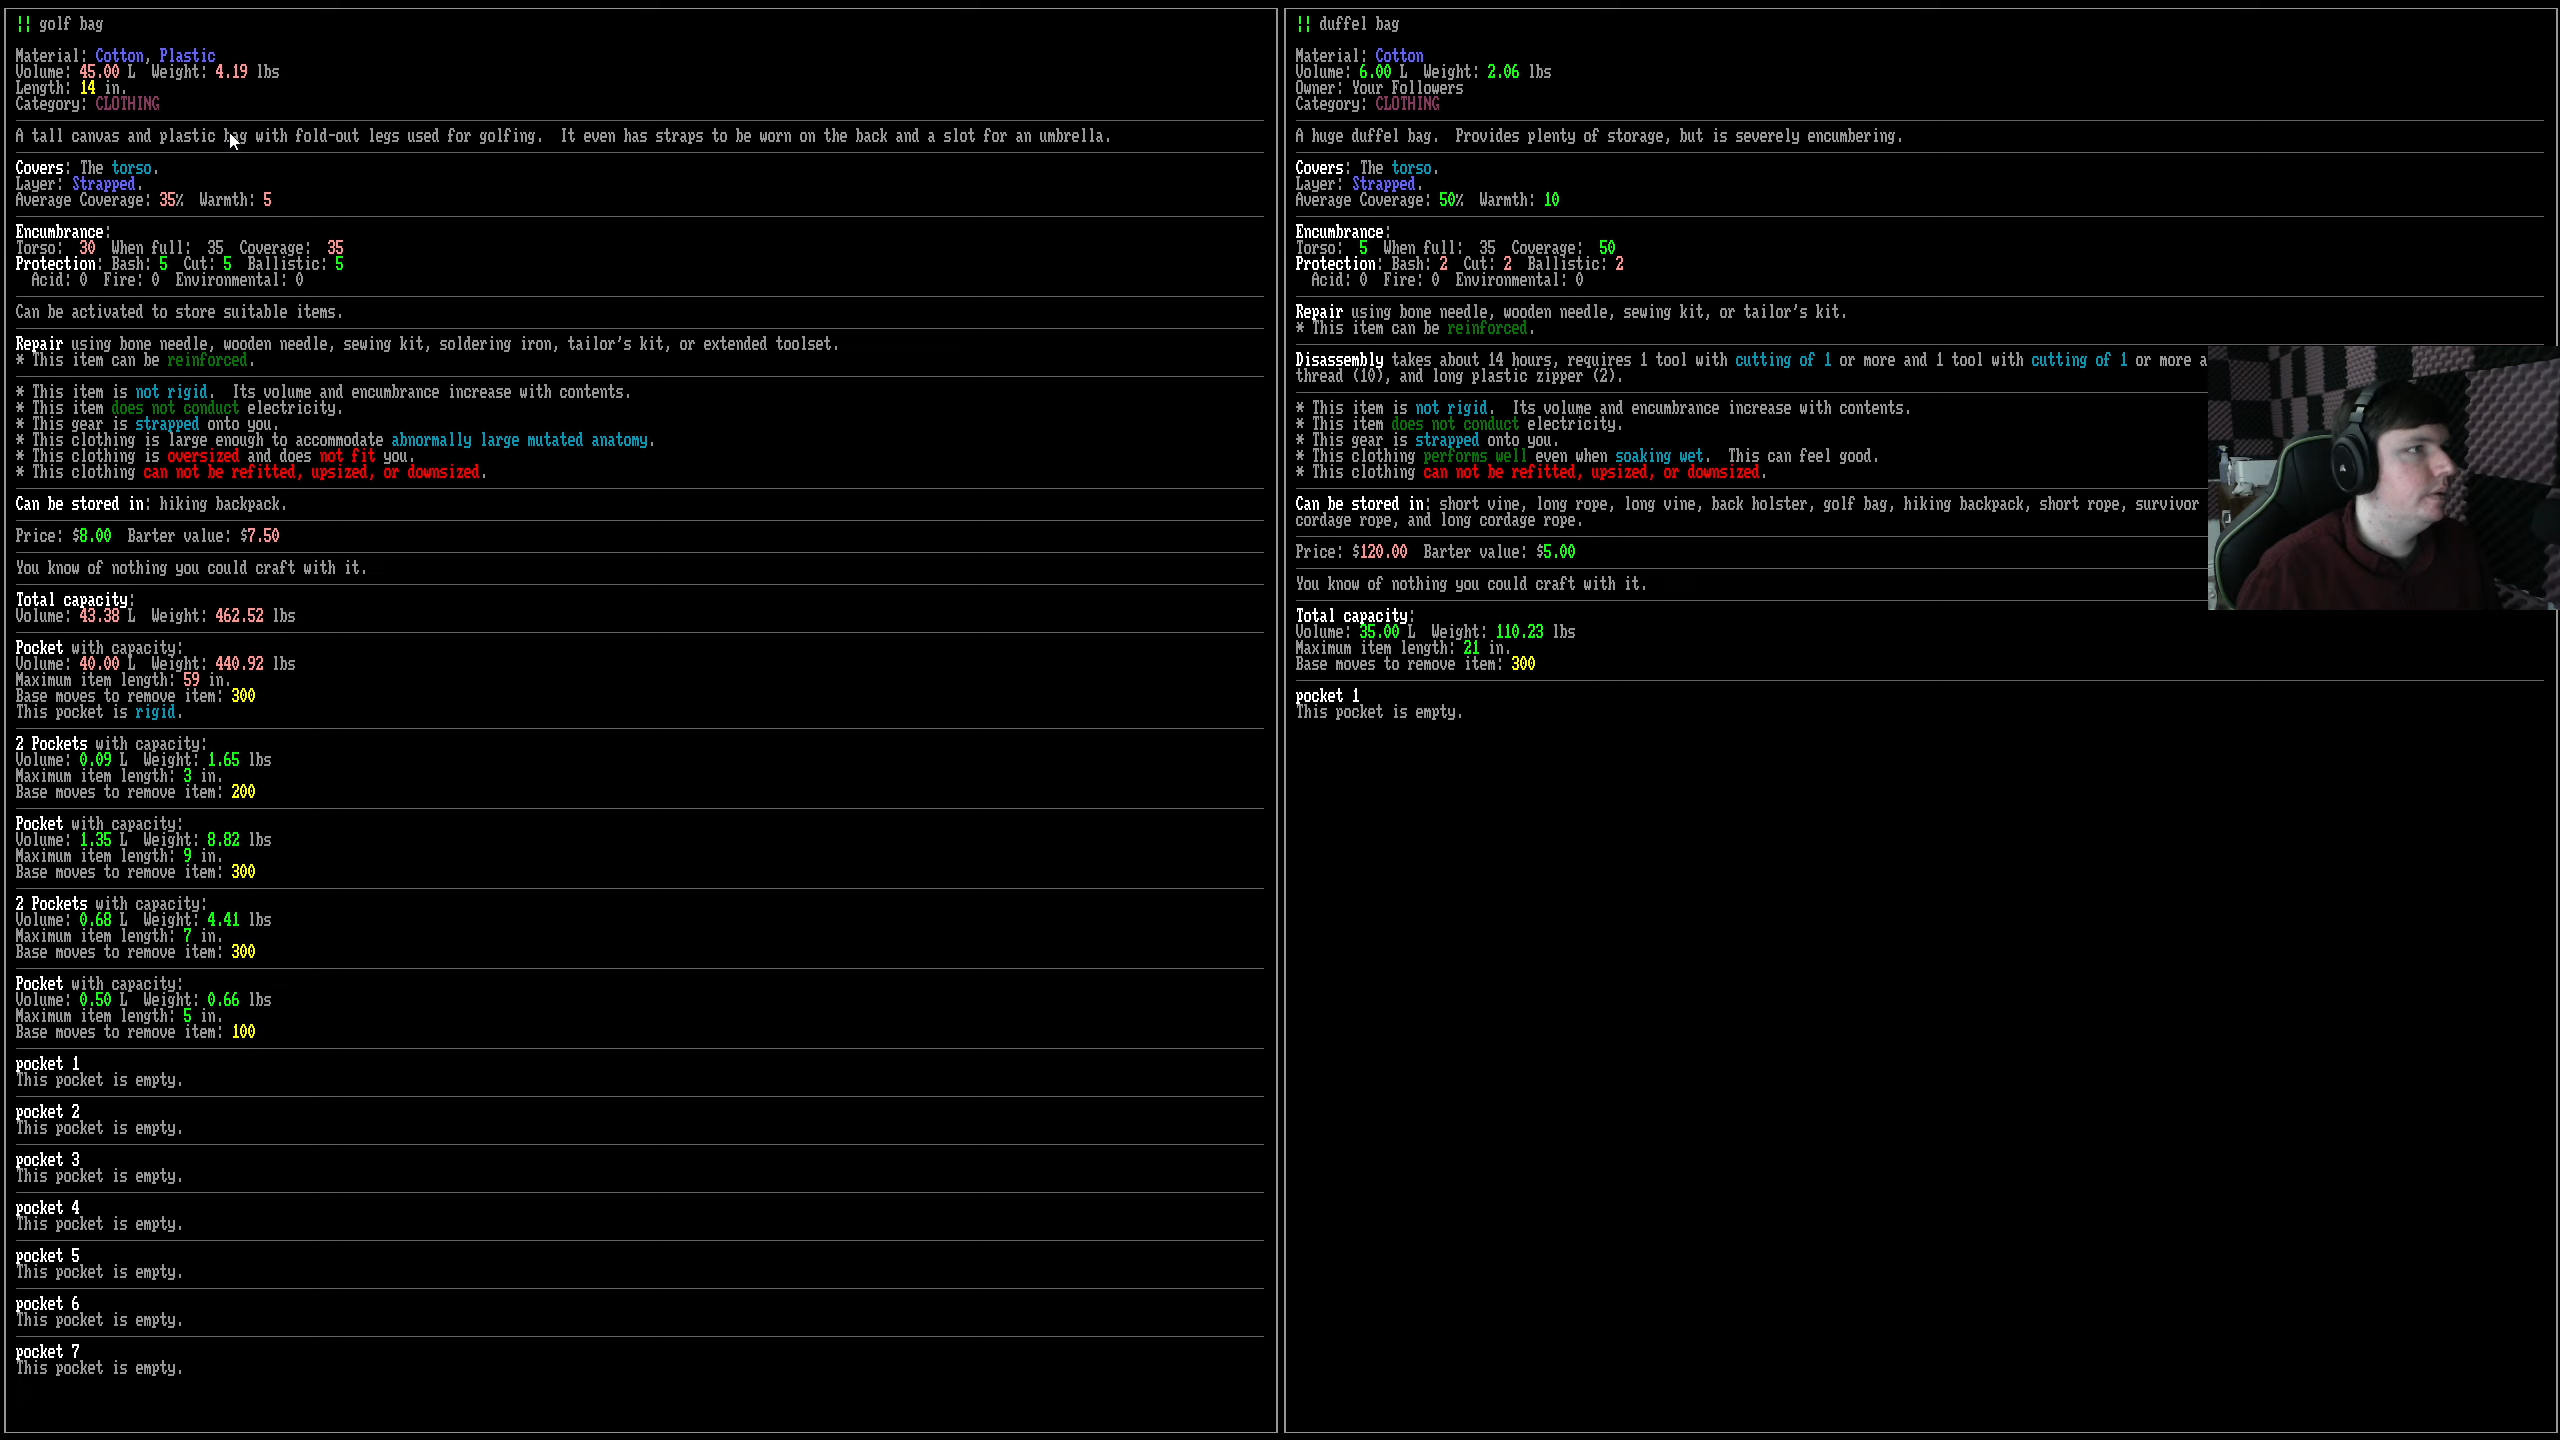 || golf bag
Material: Cotton, Plastic
Volume: 45.00 L  Weight: 4.19 lbs
Length: 14 in.
Category: CLOTHING
A tall canvas and plastic bag with fold-out legs used for golfing.  It even has straps to be worn on the back and a slot for an umbrella.
Covers: The torso.
Layer: Strapped.
Average Coverage: 35%  Warmth: 5
Encumbrance:
Torso:  30  When full:  35  Coverage:  35
Protection: Bash: 5  Cut: 5  Ballistic: 5
Acid: 0  Fire: 0  Environmental: 0
Can be activated to store suitable items.
Repair using bone needle, wooden needle, sewing kit, soldering iron, tailor's kit, or extended toolset.
* This item can be reinforced.
* This item is not rigid.  Its volume and encumbrance increase with contents.
* This item does not conduct electricity.
* This gear is strapped onto you.
* This clothing is large enough to accommodate abnormally large mutated anatomy.
* This clothing is oversized and does not fit you.
* This clothing can not be refitted, upsized, or downsized.
Can be stored in: hiking backpack.
Price: $8.00  Barter value: $7.50
You know of nothing you could craft with it.
Total capacity:
Volume: 43.38 L  Weight: 462.52 lbs
Pocket with capacity:
Volume: 40.00 L  Weight: 440.92 lbs
Maximum item length: 59 in.
Base moves to remove item: 300
This pocket is rigid.
2 Pockets with capacity:
Volume: 0.09 L  Weight: 1.65 lbs
Maximum item length: 3 in.
Base moves to remove item: 200
Pocket with capacity:
Volume: 1.35 L  Weight: 8.82 lbs
Maximum item length: 9 in.
Base moves to remove item: 300
2 Pockets with capacity:
Volume: 0.68 L  Weight: 4.41 lbs
Maximum item length: 7 in.
Base moves to remove item: 300
Pocket with capacity:
Volume: 0.50 L  Weight: 0.66 lbs
Maximum item length: 5 in.
Base moves to remove item: 100
pocket 1
This pocket is empty.
pocket 2
This pocket is empty.
pocket 3
This pocket is empty.
pocket 4
This pocket is empty.
pocket 5
This pocket is empty.
pocket 6
This pocket is empty.
pocket 7
This pocket is empty.
|| duffel bag
Material: Cotton
Volume: 6.00 L  Weight: 2.06 lbs
Owner: Your Followers
Category: CLOTHING
A huge duffel bag.  Provides plenty of storage, but is severely encumbering.
Covers: The torso.
Layer: Strapped.
Average Coverage: 50%  Warmth: 10
Encumbrance:
Torso:  5  When full:  35  Coverage:  50
Protection: Bash: 2  Cut: 2  Ballistic: 2
Acid: 0  Fire: 0  Environmental: 0
Repair using bone needle, wooden needle, sewing kit, or tailor's kit.
* This item can be reinforced.
Disassembly takes about 14 hours, requires 1 tool with cutting of 1 or more and 1 tool with cutting of 1 or more a
thread (10), and long plastic zipper (2).
* This item is not rigid.  Its volume and encumbrance increase with contents.
* This item does not conduct electricity.
* This gear is strapped onto you.
* This clothing performs well even when soaking wet.  This can feel good.
* This clothing can not be refitted, upsized, or downsized.
Can be stored in: short vine, long rope, long vine, back holster, golf bag, hiking backpack, short rope, survivor
cordage rope, and long cordage rope.
Price: $120.00  Barter value: $5.00
You know of nothing you could craft with it.
Total capacity:
Volume: 35.00 L  Weight: 110.23 lbs
Maximum item length: 21 in.
Base moves to remove item: 300
pocket 1
This pocket is empty.